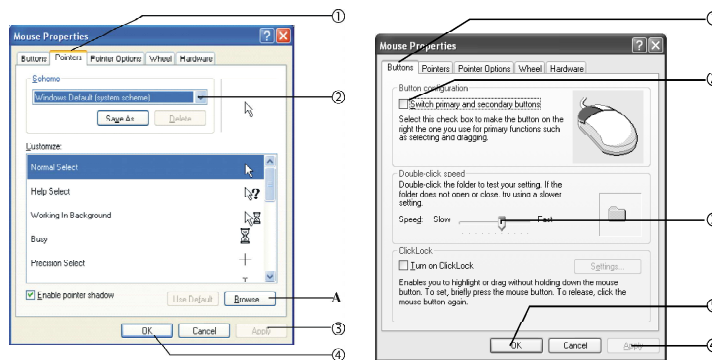 ①
Mouse Properties
Buttons Pointers Pointer Options Wheel Hardware
Scheme
Windows Default (system scheme)
②
Save As... Delete
Customize:
Normal Select
Help Select
Working In Background
Busy
Precision Select
Enable pointer shadow
Use Default Browse...
A
OK Cancel Apply
③
④
Mouse Properties
Buttons Pointers Pointer Options Wheel Hardware
Button configuration
Switch primary and secondary buttons
Select this check box to make the button on the
right the one you use for primary functions such
as selecting and dragging.
Double-click speed
Double-click the folder to test your setting. If the
folder does not open or close, try using a slower
setting.
Speed: Slow Fast
ClickLock
Turn on ClickLock
Settings...
Enables you to highlight or drag without holding down the mouse
button. To set, briefly press the mouse button. To release, click the
mouse button again.
OK Cancel Apply